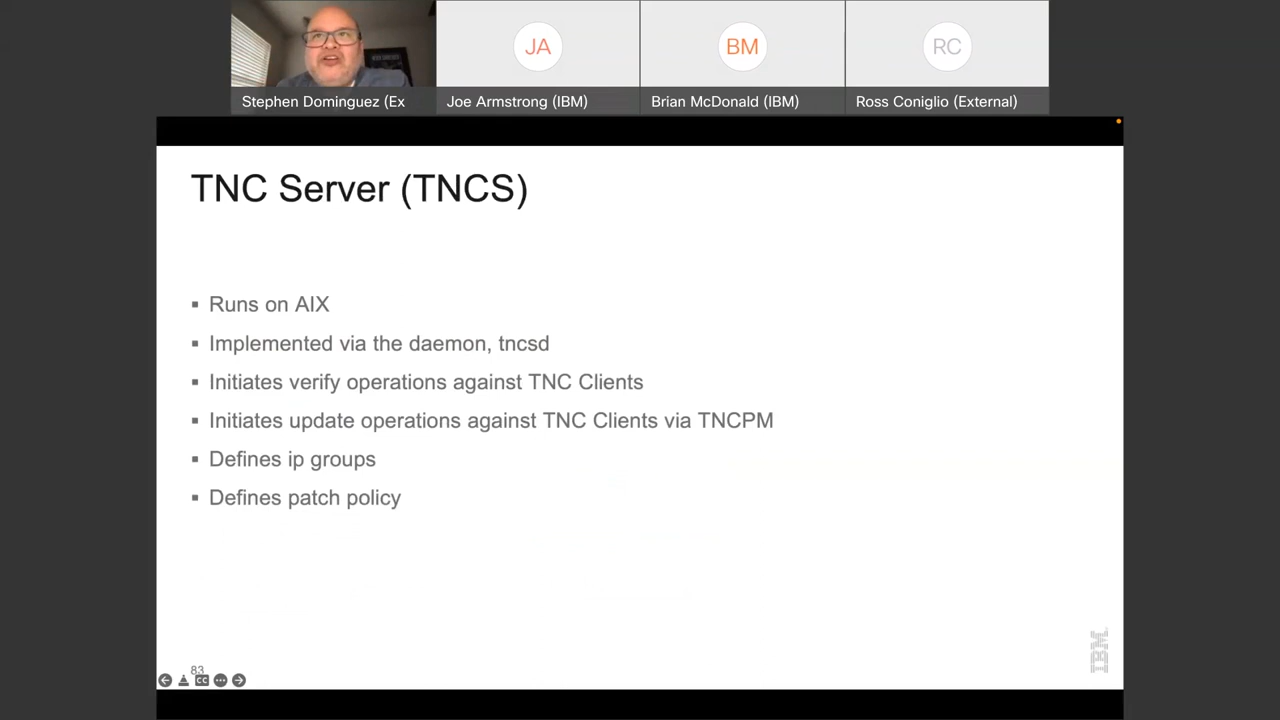 JA
BM
RC
Stephen Dominguez (Ex
Joe Armstrong (IBM)
Brian McDonald (IBM)
Ross Coniglio (External)
TNC Server (TNCS)
▪ Runs on AIX
▪ Implemented via the daemon, tncsd
▪ Initiates verify operations against TNC Clients
▪ Initiates update operations against TNC Clients via TNCPM
▪ Defines ip groups
▪ Defines patch policy
83
CC
IBM